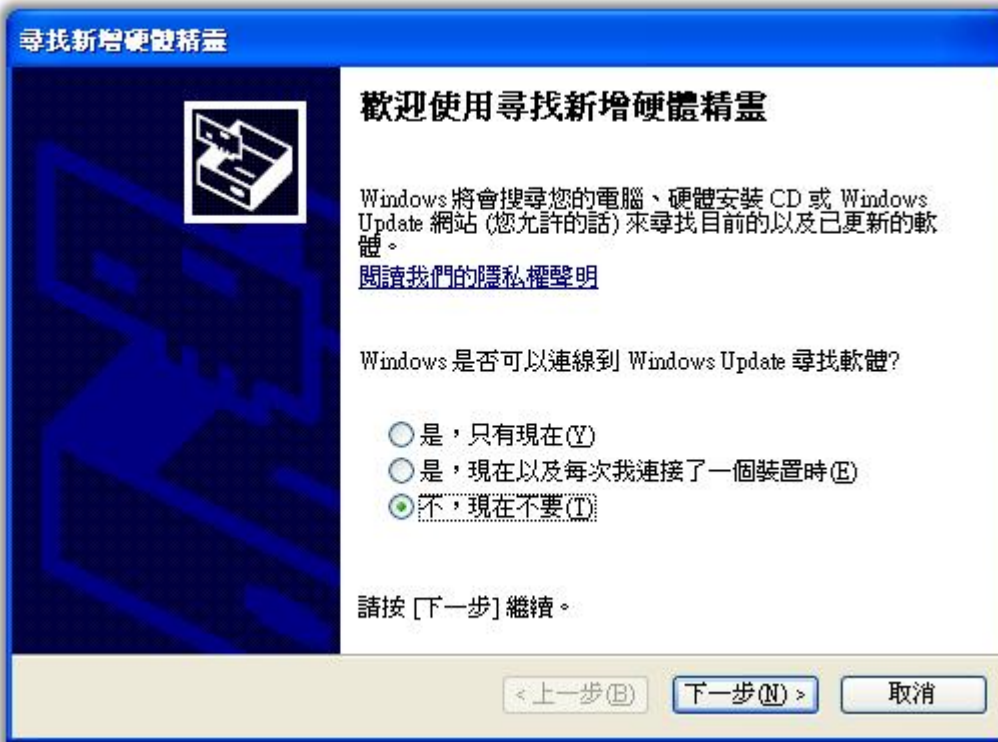 尋找新增硬體精靈
歡迎使用尋找新增硬體精靈
Windows 將會搜尋您的電腦、硬體安裝 CD 或 Windows
Update 網站 (您允許的話) 來尋找目前的以及已更新的軟
體。
閱讀我們的隱私權聲明
Windows 是否可以連線到 Windows Update 尋找軟體?
是，只有現在(Y)
是，現在以及每次我連接了一個裝置時(E)
不，現在不要(T)
請按 [下一步] 繼續。
< 上一步(B) 下一步(N) > 取消